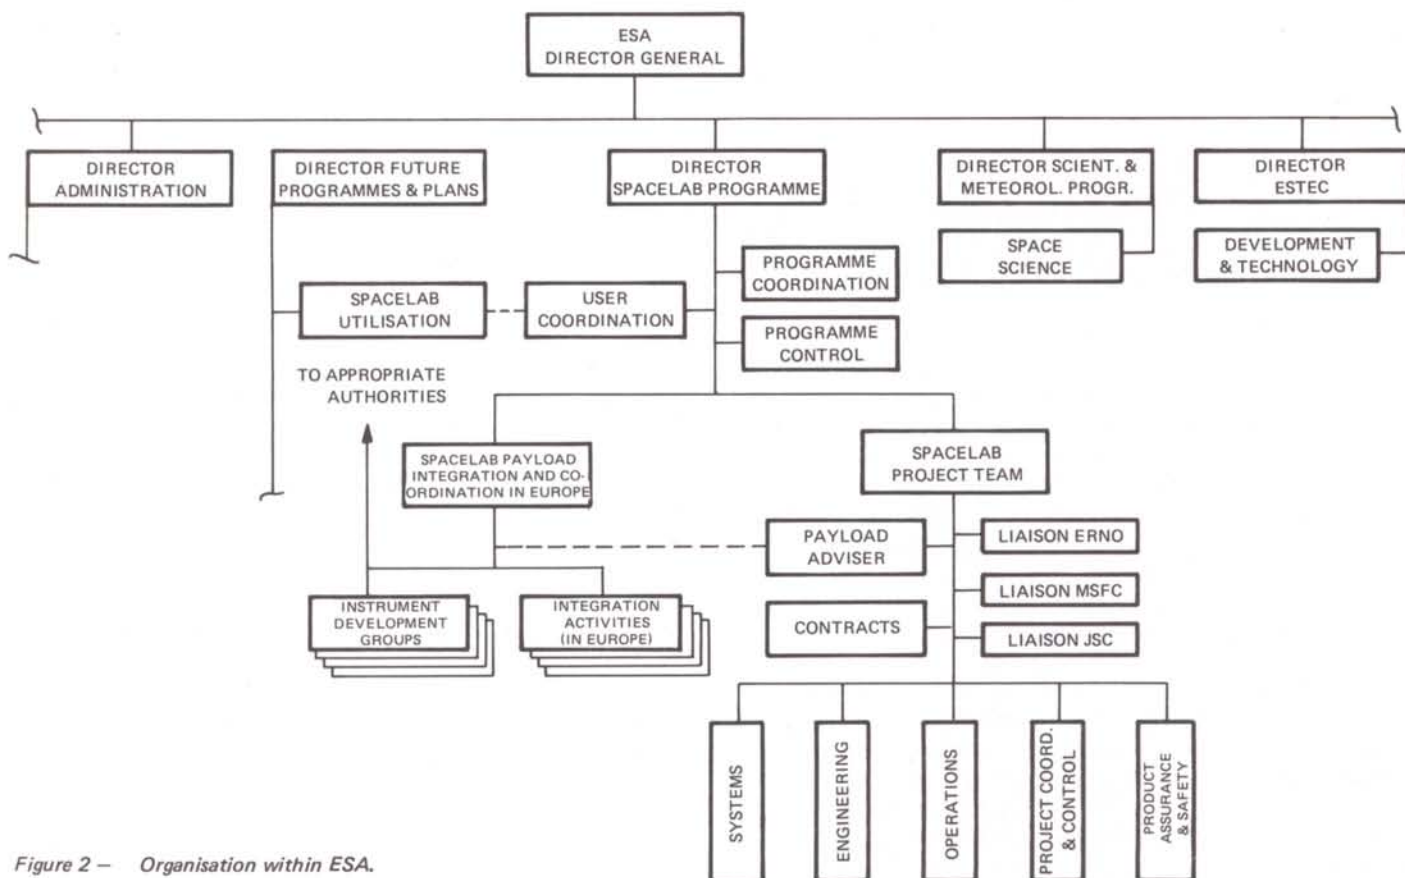 ESA
DIRECTOR GENERAL
DIRECTOR
ADMINISTRATION
DIRECTOR FUTURE
PROGRAMMES & PLANS
DIRECTOR
SPACELAB PROGRAMME
DIRECTOR SCIENT. &
METEOROL. PROGR.
DIRECTOR
ESTEC
SPACE
SCIENCE
DEVELOPMENT
& TECHNOLOGY
PROGRAMME
COORDINATION
SPACELAB
UTILISATION
USER
COORDINATION
PROGRAMME
CONTROL
TO APPROPRIATE
AUTHORITIES
SPACELAB PAYLOAD
INTEGRATION AND CO-
ORDINATION IN EUROPE
SPACELAB
PROJECT TEAM
PAYLOAD
ADVISER
LIAISON ERNO
LIAISON MSFC
CONTRACTS
LIAISON JSC
INSTRUMENT
DEVELOPMENT
GROUPS
INTEGRATION
ACTIVITIES
(IN EUROPE)
SYSTEMS
ENGINEERING
OPERATIONS
PROJECT COORD.
& CONTROL
PRODUCT
ASSURANCE
& SAFETY
Figure 2 – Organisation within ESA.